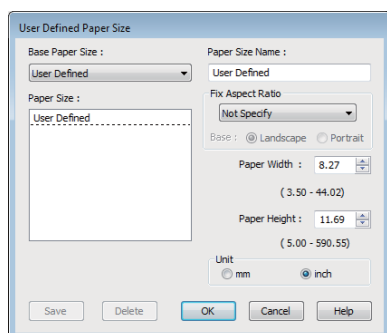 User Defined Paper Size
Base Paper Size :
User Defined
Paper Size :
User Defined
Paper Size Name :
User Defined
Fix Aspect Ratio
Not Specify
Base : Landscape Portrait
Paper Width : 8.27
( 3.50 - 44.02)
Paper Height : 11.69
( 5.00 - 590.55)
Unit
mm inch
Save Delete OK Cancel Help